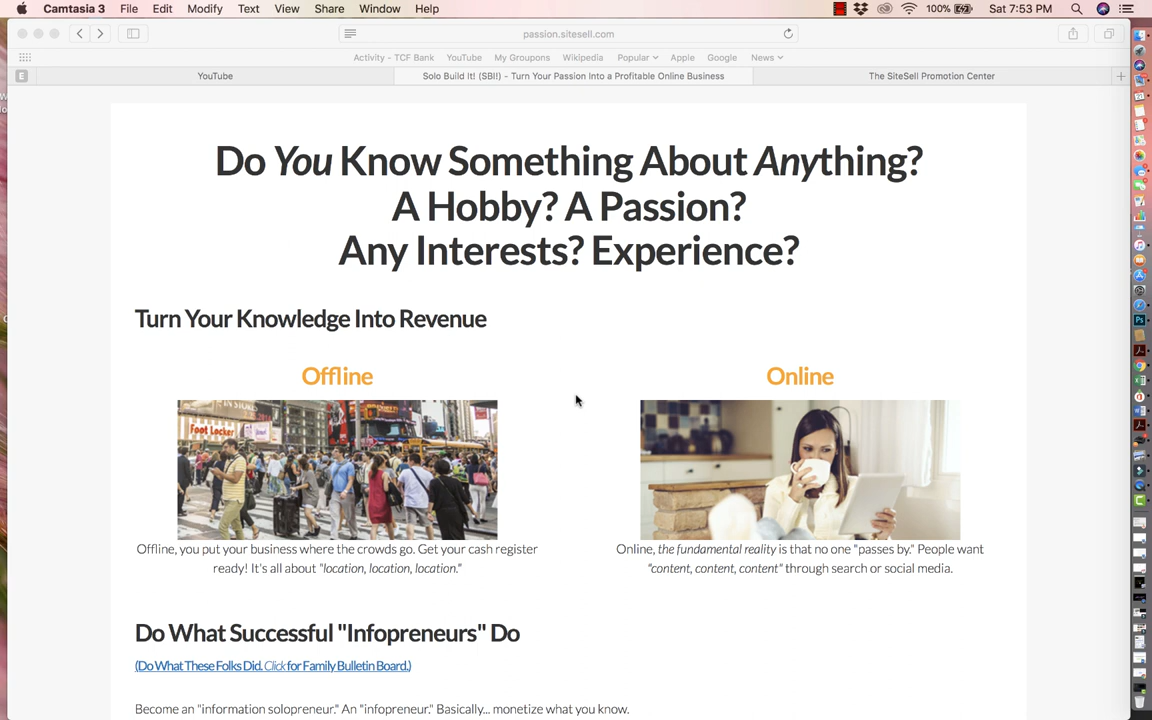 Camtasia 3 File Edit Modify Text View Share Window Help 100% Sat 7:53 PM
passion.sitesell.com
Activity - TCF Bank YouTube My Groupons Wikipedia Popular Apple Google News
E YouTube Solo Build It! (SBI!) – Turn Your Passion Into a Profitable Online Business The SiteSell Promotion Center
Do You Know Something About Anything?
A Hobby? A Passion?
Any Interests? Experience?
Turn Your Knowledge Into Revenue
Offline
Online
Foot Locker
Offline, you put your business where the crowds go. Get your cash register
ready! It's all about "location, location, location."
Online, the fundamental reality is that no one "passes by." People want
"content, content, content" through search or social media.
Do What Successful "Infopreneurs" Do
(Do What These Folks Did. Click for Family Bulletin Board.)
Become an "information solopreneur." An "infopreneur." Basically... monetize what you know.